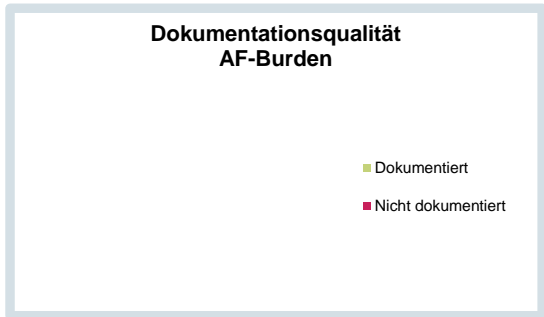 Dokumentationsqualität
AF-Burden
Dokumentiert
Nicht dokumentiert